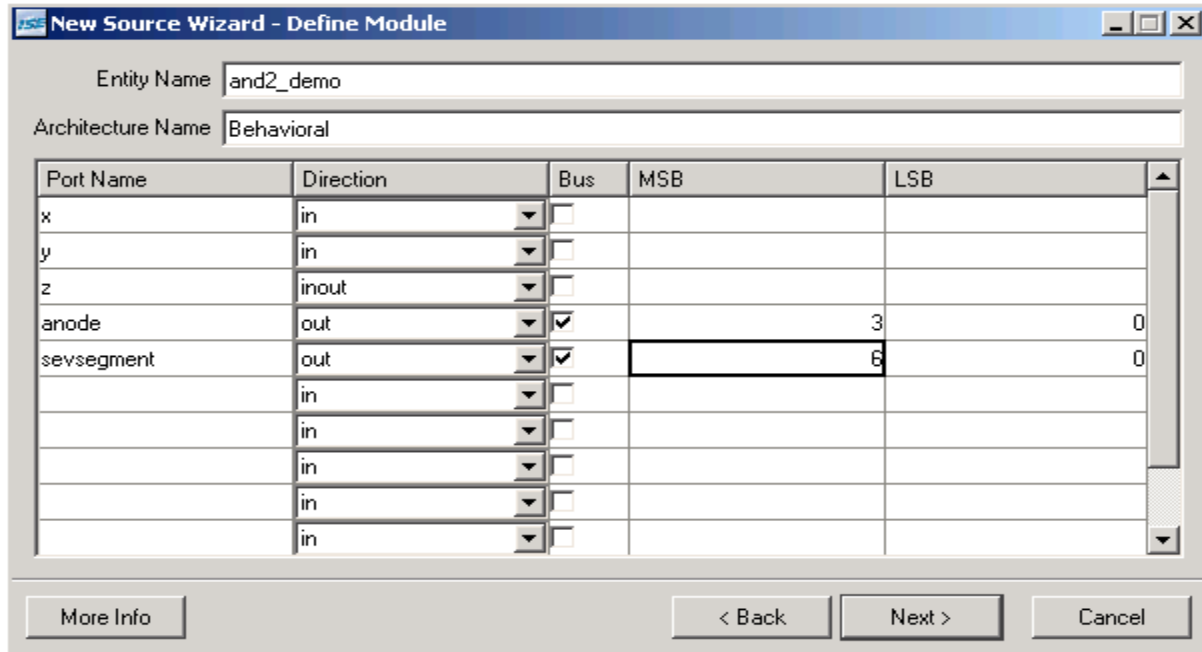 ISE New Source Wizard - Define Module
Entity Name and2_demo
Architecture Name Behavioral
Port Name Direction Bus MSB LSB
x in
y in
z inout
anode out 3 0
sevsegment out 6 0
in
in
in
in
in
More Info < Back Next > Cancel